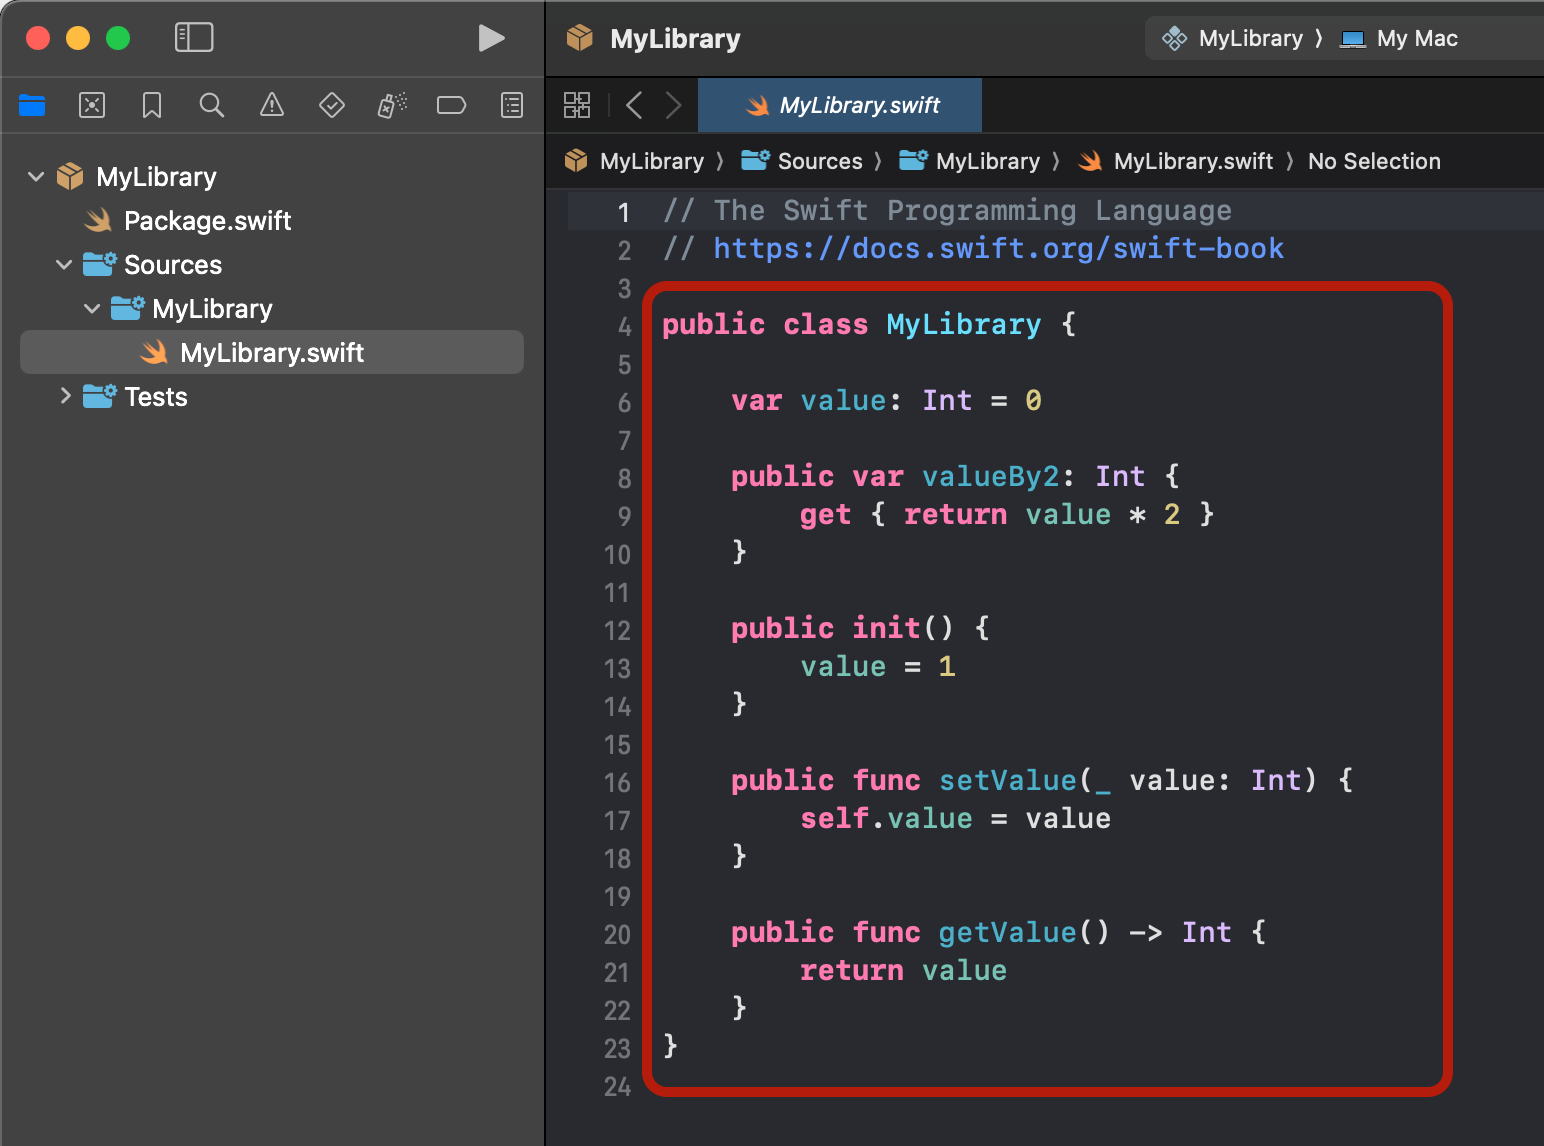 MyLibrary
MyLibrary 〉 My Mac
MyLibrary.swift
MyLibrary 〉 Sources 〉 MyLibrary 〉 MyLibrary.swift 〉 No Selection
MyLibrary
Package.swift
Sources
MyLibrary
MyLibrary.swift
Tests
1 // The Swift Programming Language
2 // https://docs.swift.org/swift-book
3
4 public class MyLibrary {
5
6     var value: Int = 0
7
8     public var valueBy2: Int {
9         get { return value * 2 }
10     }
11
12     public init() {
13         value = 1
14     }
15
16     public func setValue(_ value: Int) {
17         self.value = value
18     }
19
20     public func getValue() -> Int {
21         return value
22     }
23 }
24